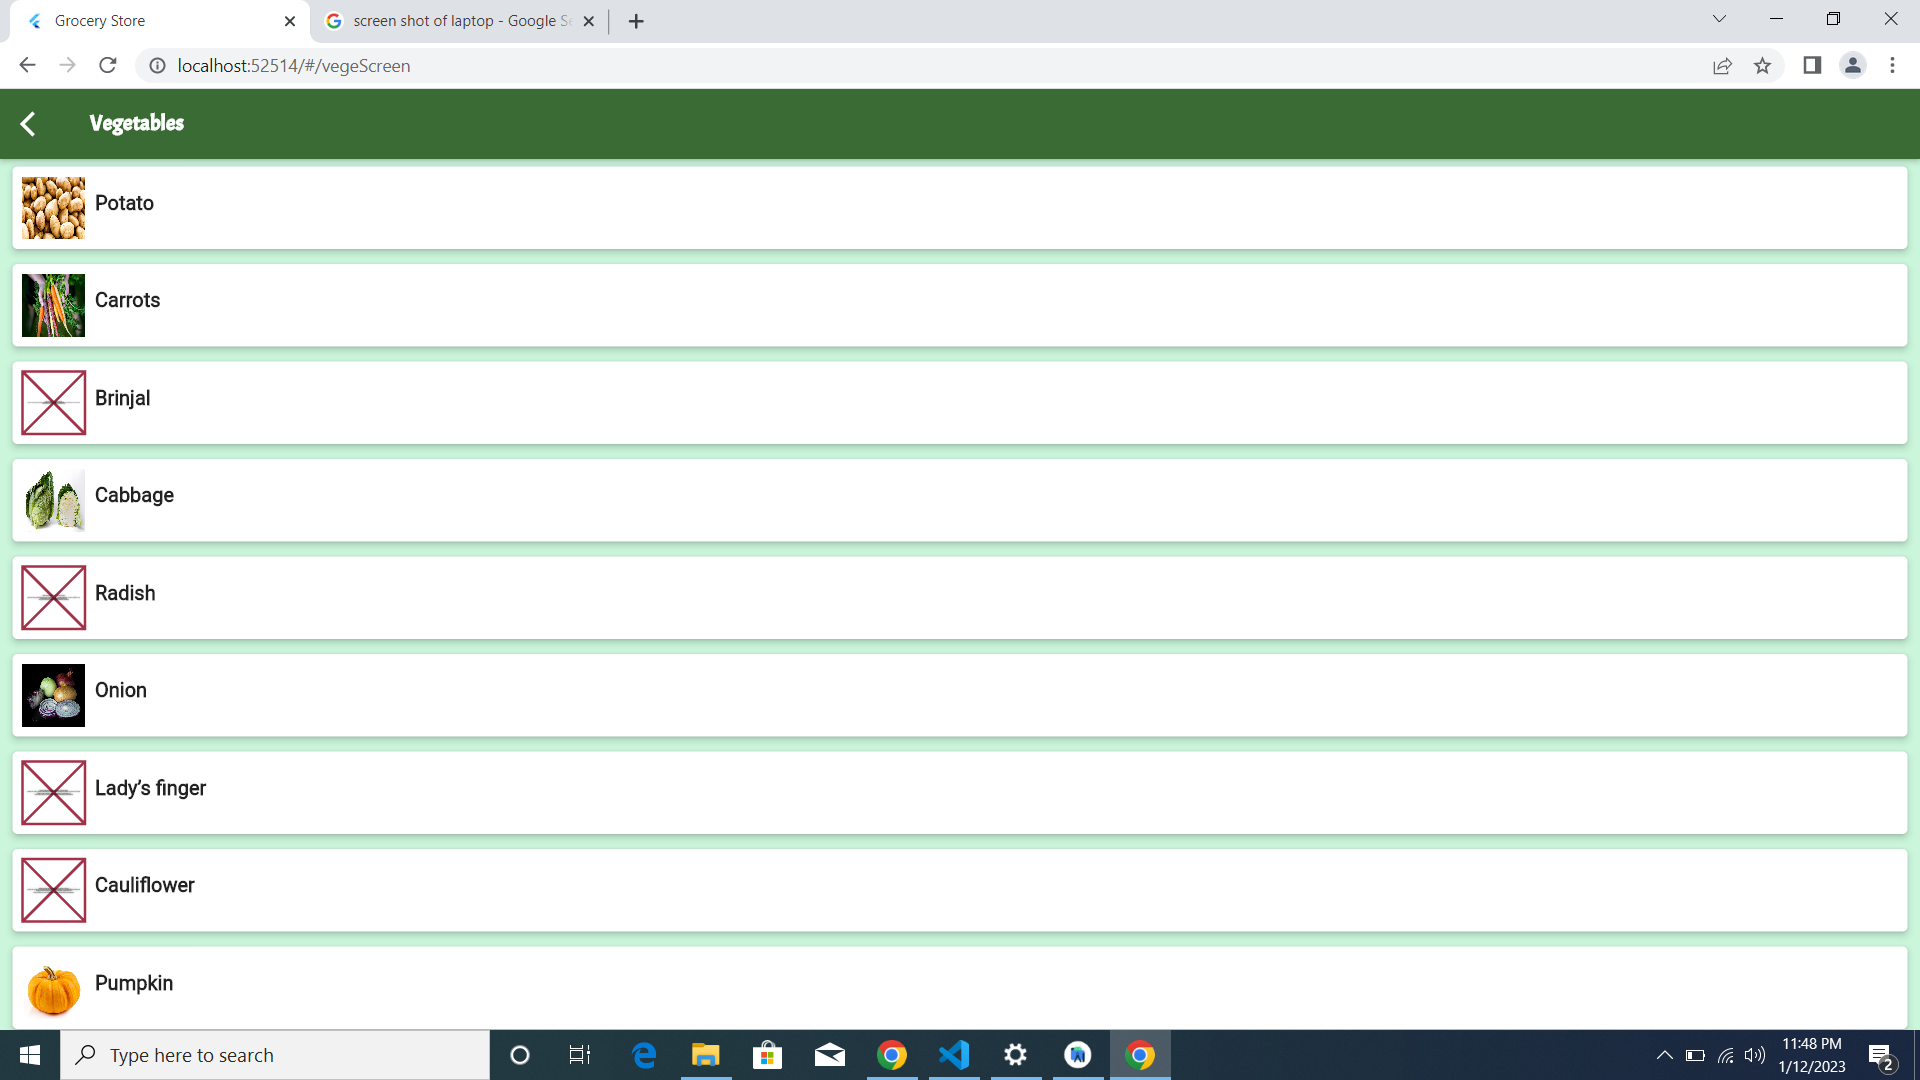 Grocery Store
screen shot of laptop - Google Se
localhost:52514/#/vegeScreen
Vegetables
Potato
Carrots
Brinjal
Cabbage
Radish
Onion
Lady's finger
Cauliflower
Pumpkin
Type here to search
11:48 PM
1/12/2023
2